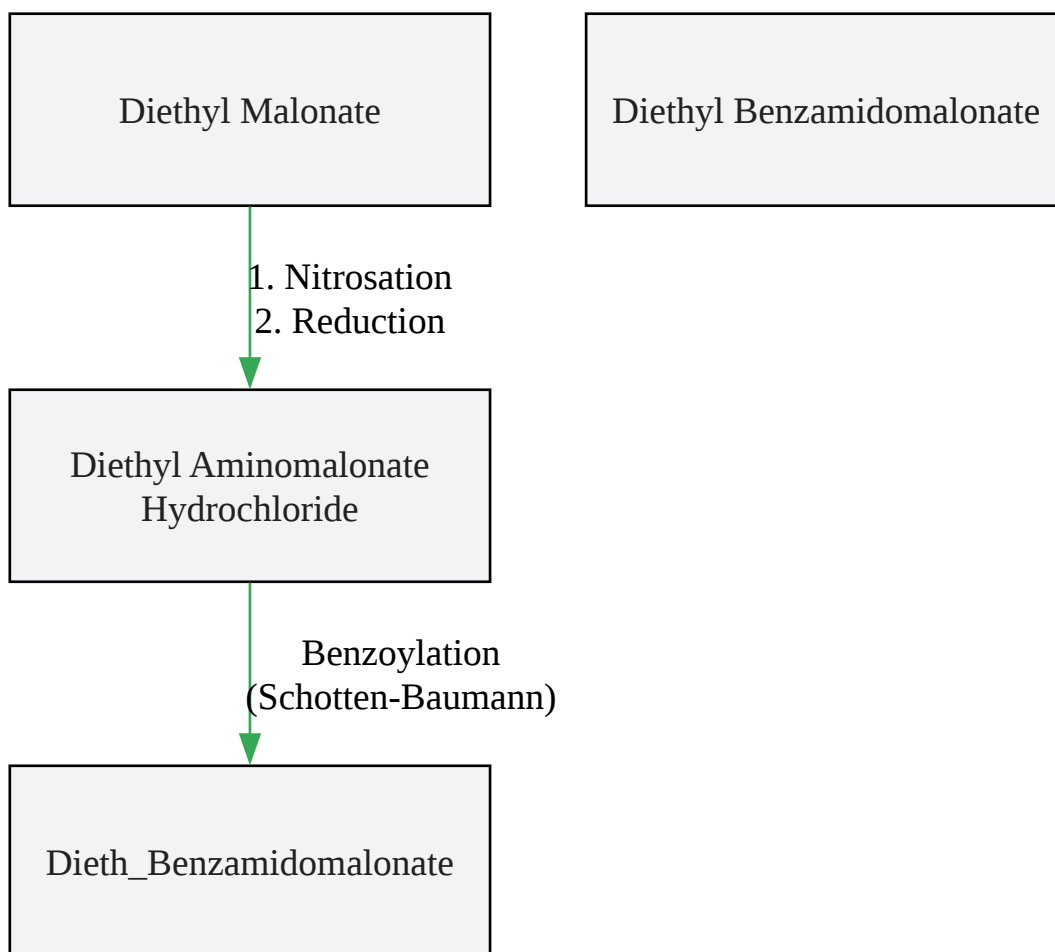 Diethyl Malonate
Diethyl Benzamidomalonate
1. Nitrosation
2. Reduction
Diethyl Aminomalonate
Hydrochloride
Benzoylation
(Schotten-Baumann)
Dieth_Benzamidomalonate